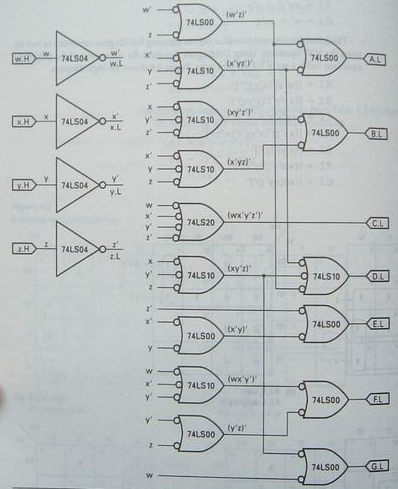 w' 74LS00 (w'z)'
z
w.H w 74LS04 w' w.L
x' y z' 74LS10 (x'yz')'
74LS00 A.L
x.H x 74LS04 x' x.L
x y' z' 74LS10 (xy'z')'
74LS00 B.L
x' y z 74LS10 (x'yz)'
y.H y 74LS04 y' y.L
w x' y' z' 74LS20 (wx'y'z')' C.L
z.H z 74LS04 z' z.L
x y' z 74LS10 (xy'z)'
74LS10 D.L
z'
x' y 74LS00 (x'y)'
74LS00 E.L
w x' y' 74LS10 (wx'y')'
74LS00 F.L
y' z 74LS00 (y'z)'
w 74LS00 G.L